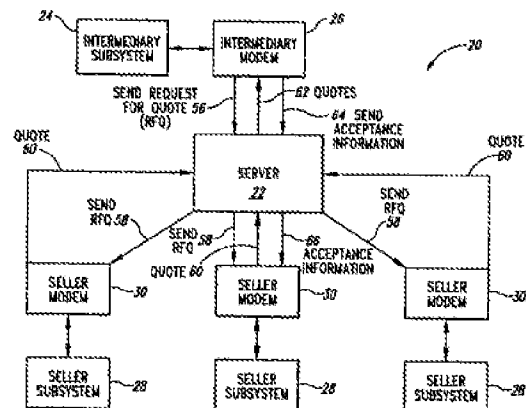 24
INTERMEDIARY
SUBSYSTEM
INTERMEDIARY
MODEM
26
20
SEND REQUEST
FOR QUOTE 56
(RFQ)
62 QUOTES
64 SEND
ACCEPTANCE
INFORMATION
QUOTE
60
QUOTE
60
SERVER
22
SEND
RFQ 58
SEND
RFQ 58
QUOTE 60
66
ACCEPTANCE
INFORMATION
SEND
RFQ
58
SELLER
MODEM
30
SELLER
MODEM
30
SELLER
MODEM
30
SELLER
SUBSYSTEM
28
SELLER
SUBSYSTEM
28
SELLER
SUBSYSTEM
28